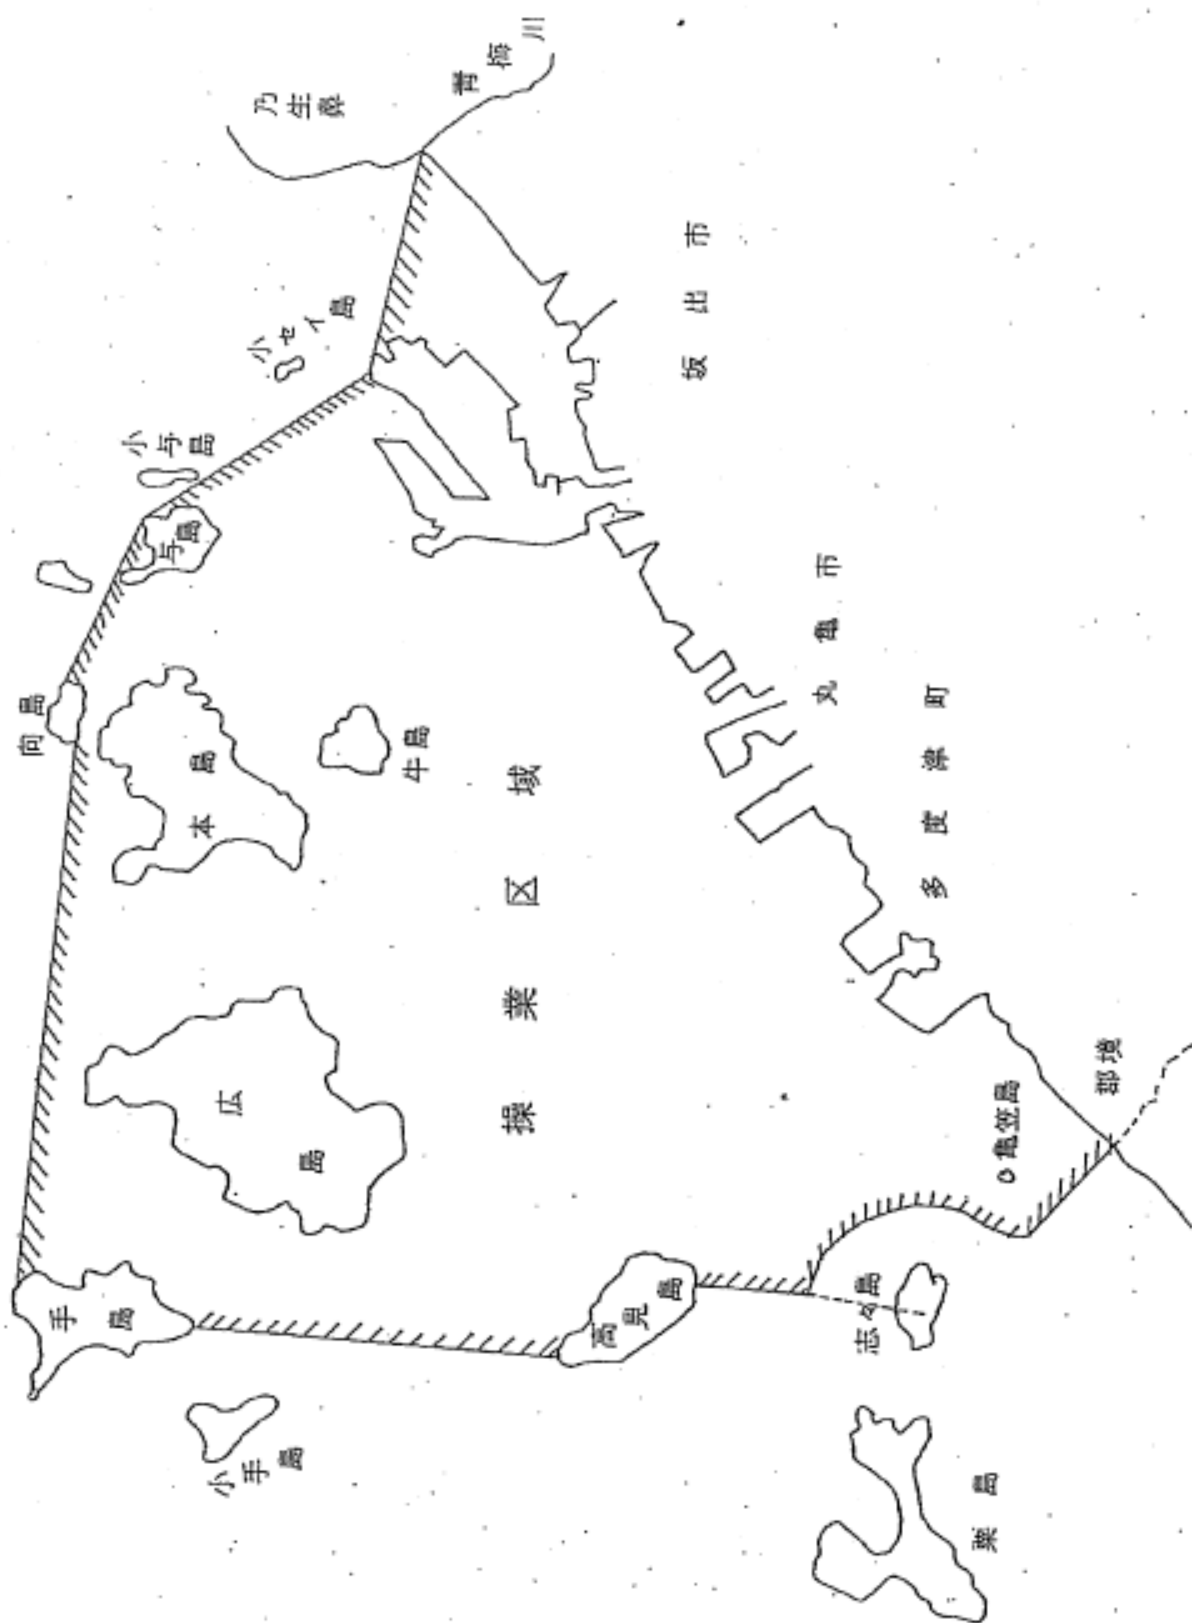 乃生岬
青海川
小セイ島
小与島
与島
向島
本島
牛島
坂出市
丸亀市
多度津町
操業区域
広島
手島
小手島
高見島
志々島
粟島
亀笠島
郡境